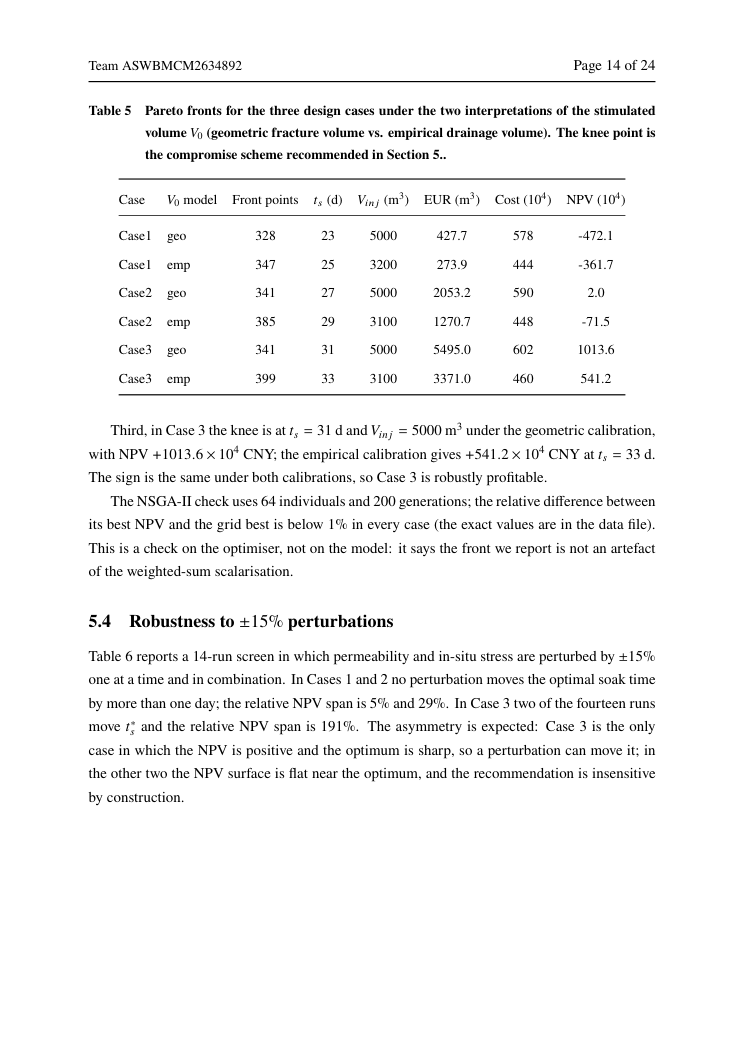 Team ASWBMCM2634892 Page 14 of 24
Table 5 Pareto fronts for the three design cases under the two interpretations of the stimulated
volume V₀ (geometric fracture volume vs. empirical drainage volume). The knee point is
the compromise scheme recommended in Section 5..
Case V₀ model Front points tₛ (d) V_inj (m³) EUR (m³) Cost (10⁴) NPV (10⁴)
Case1 geo 328 23 5000 427.7 578 -472.1
Case1 emp 347 25 3200 273.9 444 -361.7
Case2 geo 341 27 5000 2053.2 590 2.0
Case2 emp 385 29 3100 1270.7 448 -71.5
Case3 geo 341 31 5000 5495.0 602 1013.6
Case3 emp 399 33 3100 3371.0 460 541.2
Third, in Case 3 the knee is at tₛ = 31 d and V_inj = 5000 m³ under the geometric calibration,
with NPV +1013.6 × 10⁴ CNY; the empirical calibration gives +541.2 × 10⁴ CNY at tₛ = 33 d.
The sign is the same under both calibrations, so Case 3 is robustly profitable.
The NSGA-II check uses 64 individuals and 200 generations; the relative difference between
its best NPV and the grid best is below 1% in every case (the exact values are in the data file).
This is a check on the optimiser, not on the model: it says the front we report is not an artefact
of the weighted-sum scalarisation.
5.4 Robustness to ±15% perturbations
Table 6 reports a 14-run screen in which permeability and in-situ stress are perturbed by ±15%
one at a time and in combination. In Cases 1 and 2 no perturbation moves the optimal soak time
by more than one day; the relative NPV span is 5% and 29%. In Case 3 two of the fourteen runs
move tₛ* and the relative NPV span is 191%. The asymmetry is expected: Case 3 is the only
case in which the NPV is positive and the optimum is sharp, so a perturbation can move it; in
the other two the NPV surface is flat near the optimum, and the recommendation is insensitive
by construction.